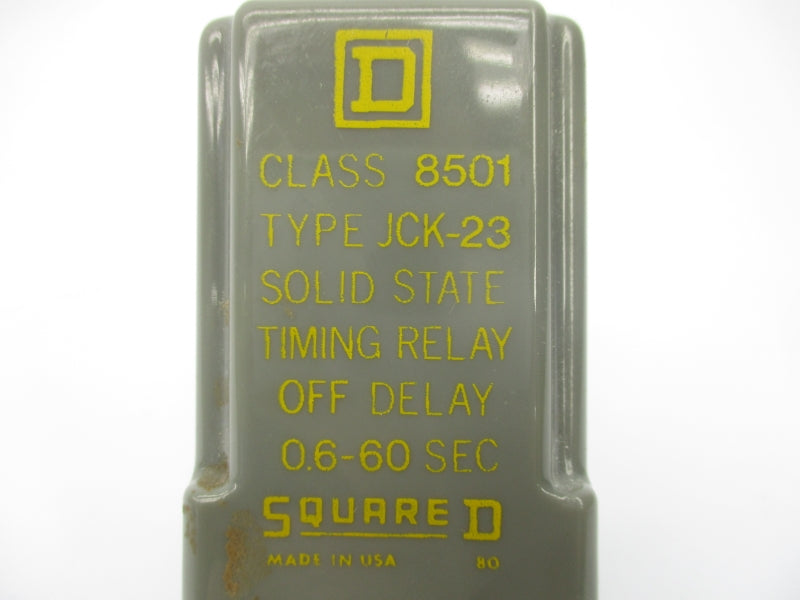 D
CLASS 8501
TYPE JCK-23
SOLID STATE
TIMING RELAY
OFF DELAY
0.6-60 SEC
SQUARE D
MADE IN USA 80